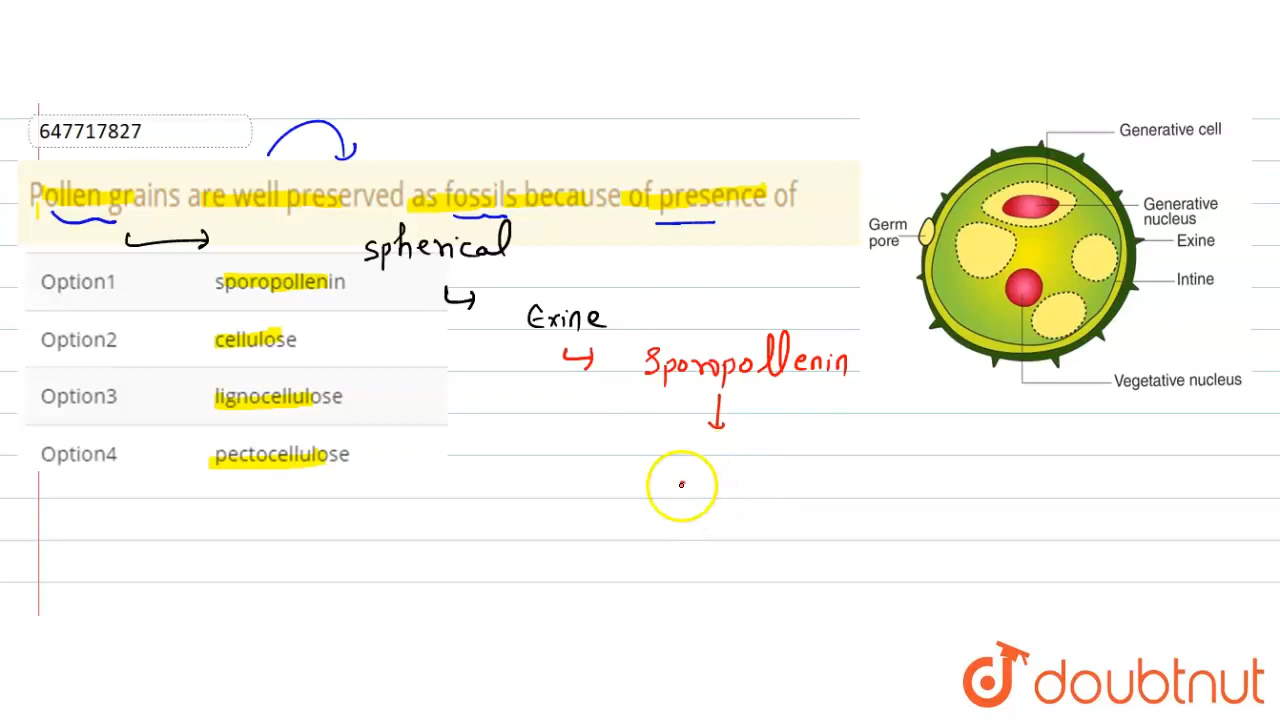 647717827
Pollen grains are well preserved as fossils because of presence of
spherical
Option1 sporopollenin
Exine
Option2 cellulose
Sporopollenin
Option3 lignocellulose
Option4 pectocellulose
Generative cell
Generative
nucleus
Germ
pore
Exine
Intine
Vegetative nucleus
doubtnut